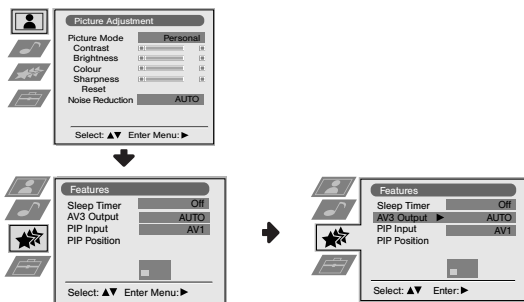 Picture Adjustment
Picture Mode Personal
Contrast
Brightness
Colour
Sharpness
Reset
Noise Reduction AUTO
Select: ▲▼ Enter Menu: ▶
Features
Sleep Timer Off
AV3 Output AUTO
PIP Input AV1
PIP Position
Select: ▲▼ Enter Menu: ▶
Features
Sleep Timer Off
AV3 Output ▶ AUTO
PIP Input AV1
PIP Position
Select: ▲▼ Enter: ▶